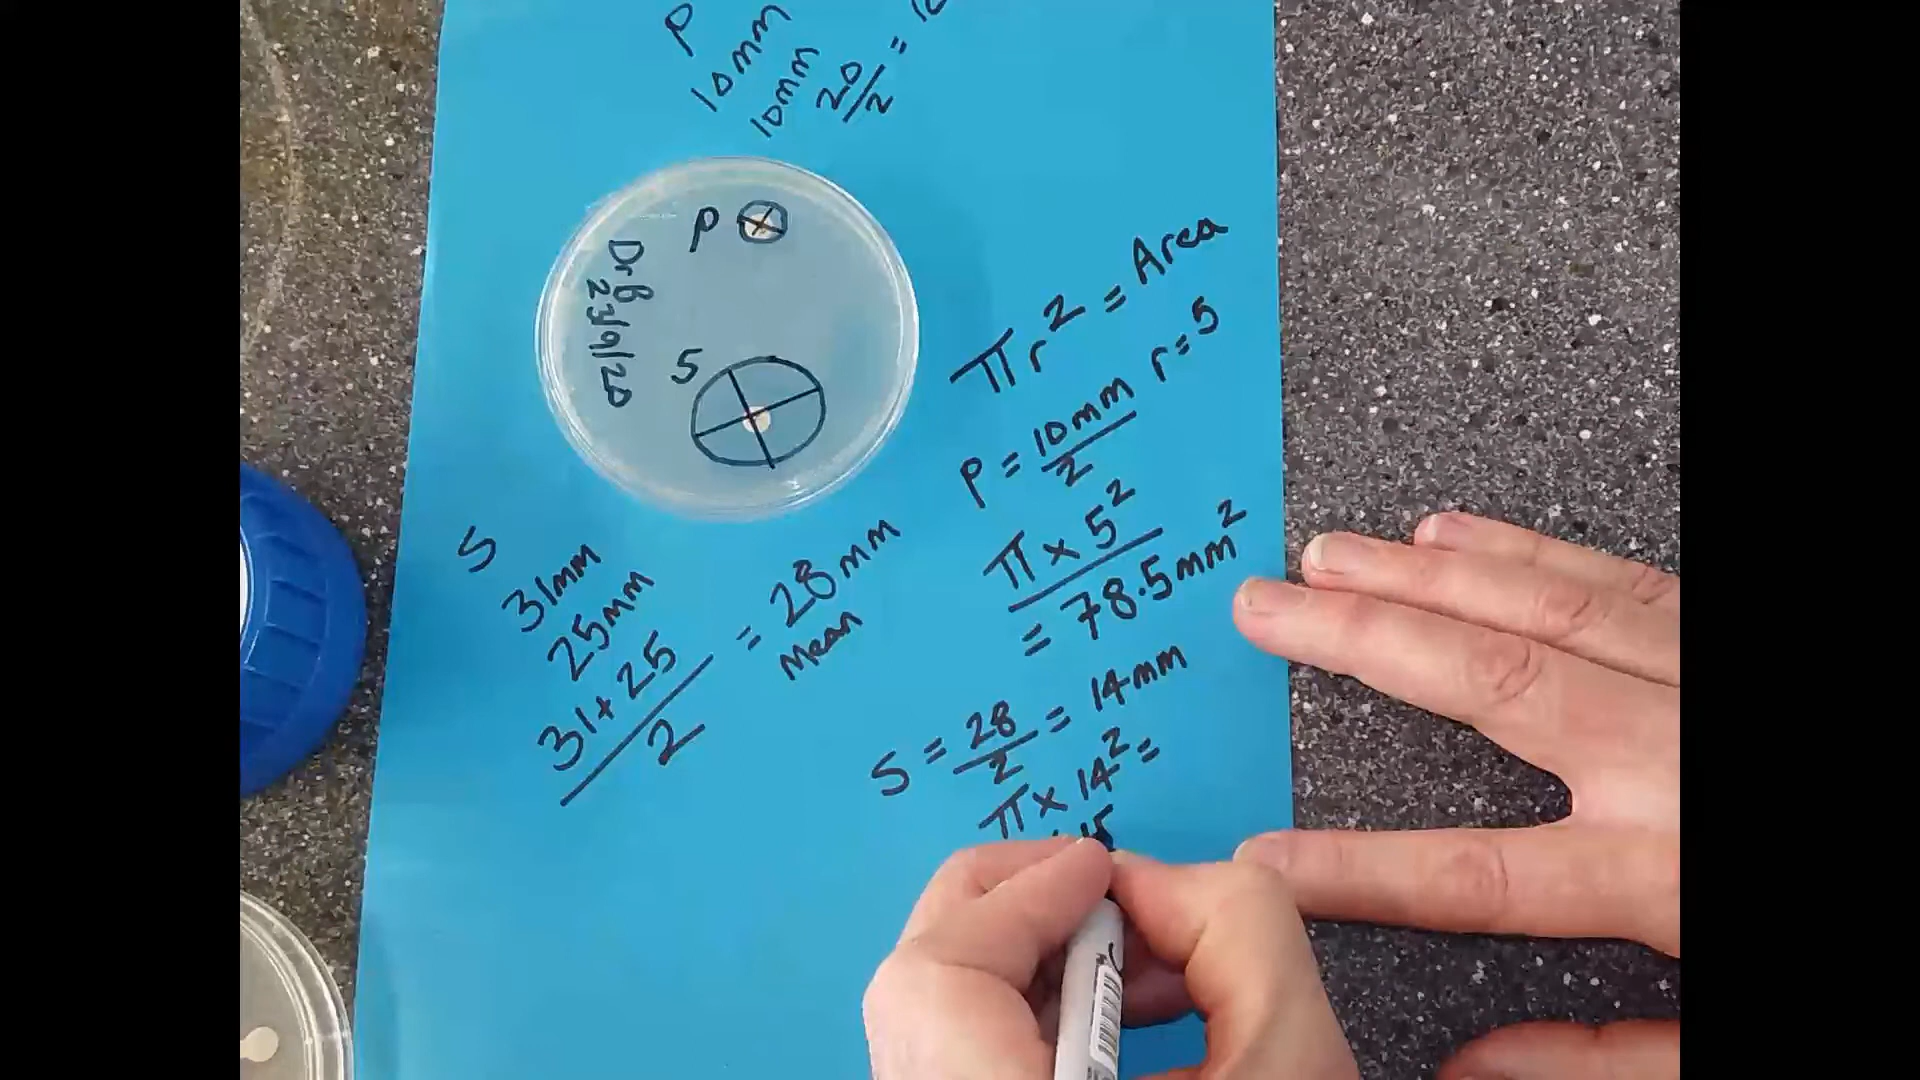 P
10mm
10mm
20/2 = 10
P
Dr B
23/9/20
S
πr² = Area
P = 10mm/2 r=5
π × 5²
= 78.5mm²
S = 28/2 = 14mm
π × 14² =
S
31mm
25mm
31+25/2 = 28mm
Mean